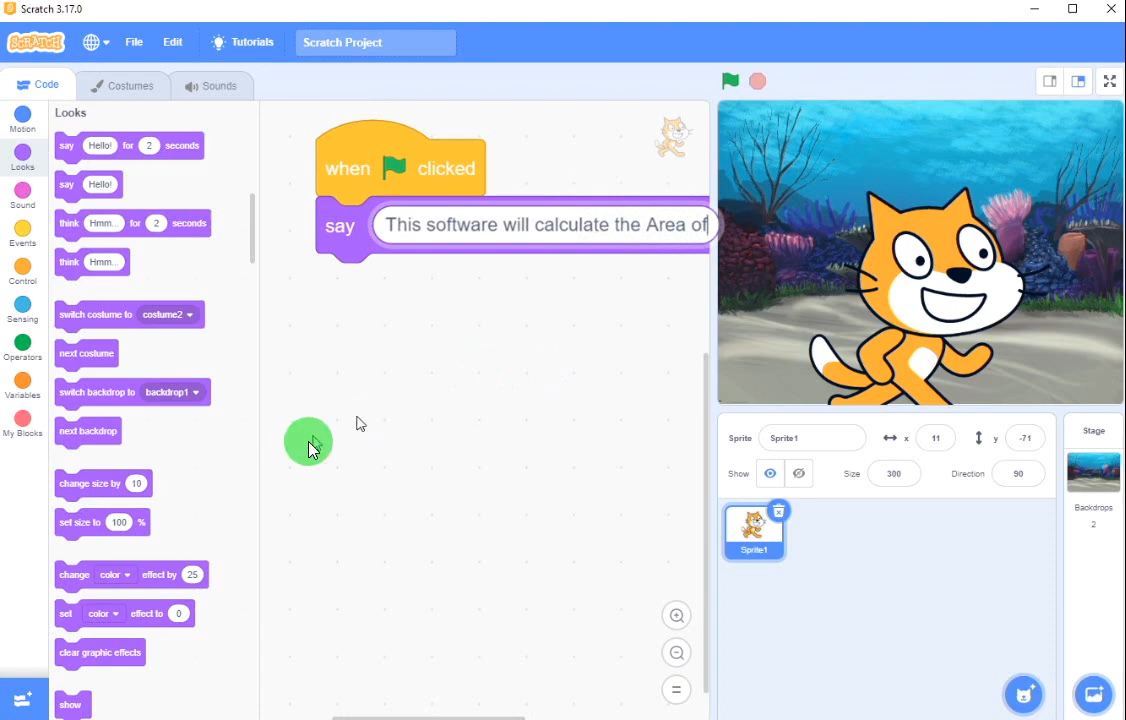 Scratch 3.17.0
SCRATCH File Edit Tutorials Scratch Project
Code Costumes Sounds
Motion
Looks
Sound
Events
Control
Sensing
Operators
Variables
My Blocks
Looks
say Hello! for 2 seconds
say Hello!
think Hmm... for 2 seconds
think Hmm...
switch costume to costume2
next costume
switch backdrop to backdrop1
next backdrop
change size by 10
set size to 100 %
change color effect by 25
set color effect to 0
clear graphic effects
show
when clicked
say This software will calculate the Area of
Sprite Sprite1 x 11 y -71
Show Size 300 Direction 90
Sprite1
Stage
Backdrops
2